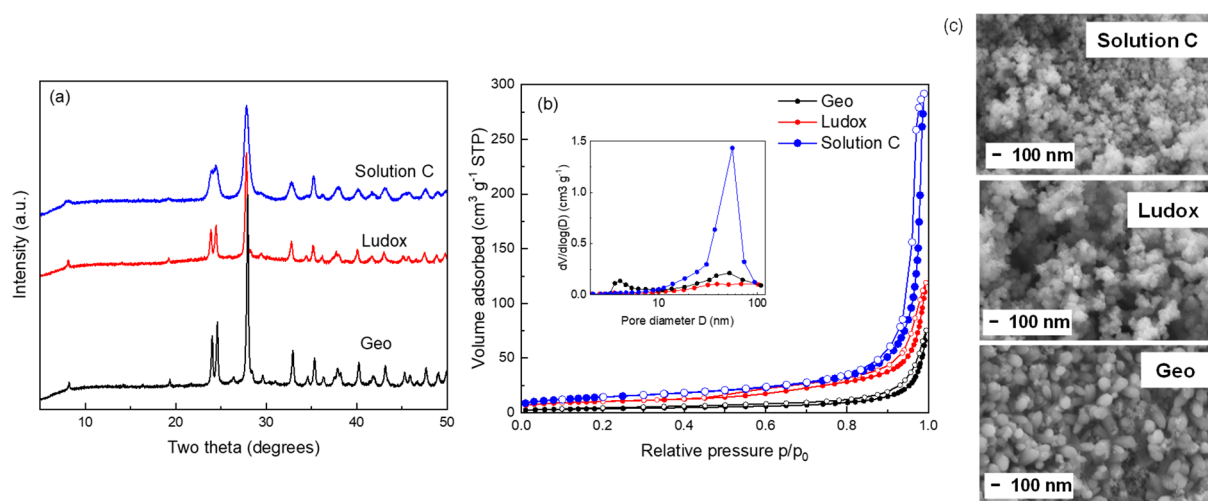 (a)
Solution C
Ludox
Geo
Intensity (a.u.)
10
20
30
40
50
Two theta (degrees)
(b)
Geo
Ludox
Solution C
Volume adsorbed (cm³ g⁻¹ STP)
300
250
200
150
100
50
0
0.0
0.2
0.4
0.6
0.8
1.0
Relative pressure p/p₀
dV/dlog(D) (cm3 g⁻¹)
1.5
1.0
0.5
0.0
10
100
Pore diameter D (nm)
(c)
Solution C
100 nm
Ludox
100 nm
Geo
100 nm